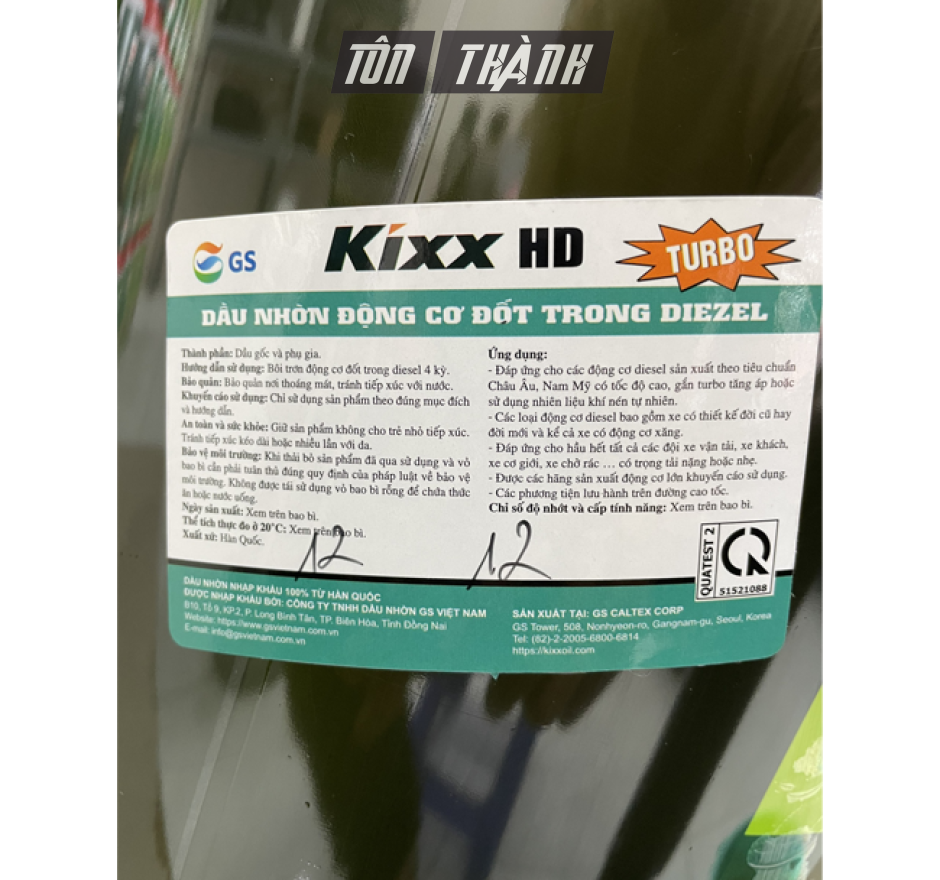 TÔN THÀNH
GS
Kixx HD
TURBO
DẦU NHỜN ĐỘNG CƠ ĐỐT TRONG DIEZEL
Thành phần: Dầu gốc và phụ gia.
Hướng dẫn sử dụng: Bôi trơn động cơ đốt trong diesel 4 kỳ.
Bảo quản: Bảo quản nơi thoáng mát, tránh tiếp xúc với nước.
Khuyến cáo sử dụng: Chỉ sử dụng sản phẩm theo đúng mục đích
và hướng dẫn.
An toàn và sức khỏe: Giữ sản phẩm không cho trẻ nhỏ tiếp xúc.
Tránh tiếp xúc kéo dài hoặc nhiều lần với da.
Bảo vệ môi trường: Khi thải bỏ sản phẩm đã qua sử dụng và vỏ
bao bì cần phải tuân thủ đúng quy định của pháp luật về bảo vệ
môi trường. Không được tái sử dụng vỏ bao bì rỗng để chứa thức
ăn hoặc nước uống.
Ngày sản xuất: Xem trên bao bì.
Thể tích thực đo ở 20°C: Xem trên bao bì.
Xuất xứ: Hàn Quốc.
12
Ứng dụng:
- Đáp ứng cho các động cơ diesel sản xuất theo tiêu chuẩn
Châu Âu, Nam Mỹ có tốc độ cao, gắn turbo tăng áp hoặc
sử dụng nhiên liệu khí nén tự nhiên.
- Các loại động cơ diesel bao gồm xe có thiết kế đời cũ hay
đời mới và kể cả xe có động cơ xăng.
- Đáp ứng cho hầu hết tất cả các đội xe vận tải, xe khách,
xe cơ giới, xe chở rác ... có trọng tải nặng hoặc nhẹ.
- Được các hãng sản xuất động cơ lớn khuyến cáo sử dụng.
- Các phương tiện lưu hành trên đường cao tốc.
Chỉ số độ nhớt và cấp tính năng: Xem trên bao bì.
12
QUATEST 2
51521088
DẦU NHỜN NHẬP KHẨU 100% TỪ HÀN QUỐC
ĐƯỢC NHẬP KHẨU BỞI: CÔNG TY TNHH DẦU NHỜN GS VIỆT NAM
810, Tổ 9, KP.2, P. Long Bình Tân, TP. Biên Hòa, Tỉnh Đồng Nai
Website: https://www.gsvietnam.com.vn
E-mail: info@gsvietnam.com.vn
SẢN XUẤT TẠI: GS CALTEX CORP
GS Tower, 508, Nonhyeon-ro, Gangnam-gu, Seoul, Korea
Tel: (82)-2-2005-6800-6814
https://kixxoil.com